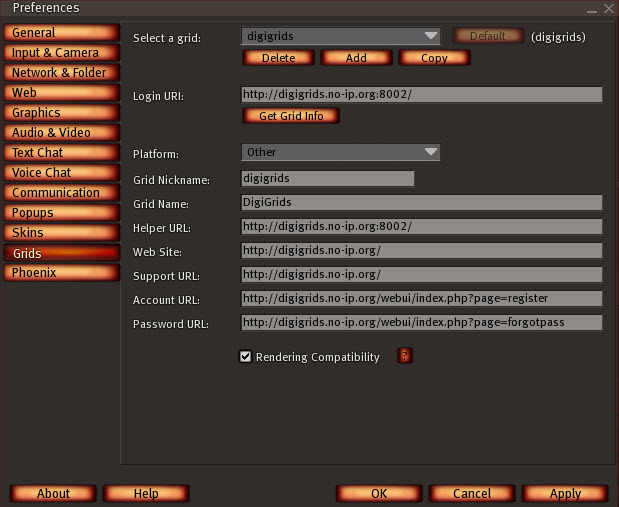 Preferences
General
Input & Camera
Network & Folder
Web
Graphics
Audio & Video
Text Chat
Voice Chat
Communication
Popups
Skins
Grids
Phoenix
Select a grid: digigrids Default (digigrids)
Delete Add Copy
Login URI: http://digigrids.no-ip.org:8002/
Get Grid Info
Platform: Other
Grid Nickname: digigrids
Grid Name: DigiGrids
Helper URL: http://digigrids.no-ip.org:8002/
Web Site: http://digigrids.no-ip.org/
Support URL: http://digigrids.no-ip.org/
Account URL: http://digigrids.no-ip.org/webui/index.php?page=register
Password URL: http://digigrids.no-ip.org/webui/index.php?page=forgotpass
Rendering Compatibility ?
About Help OK Cancel Apply